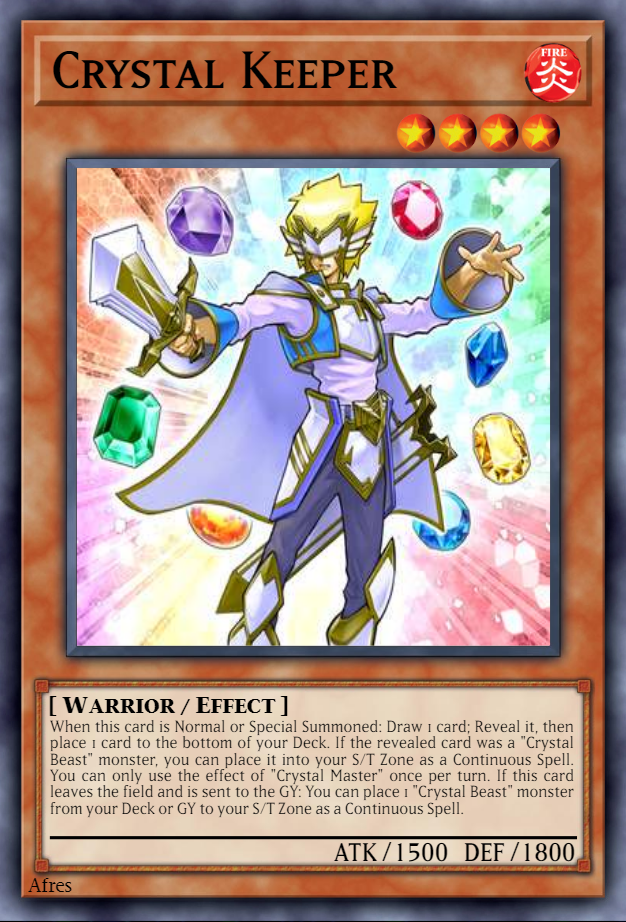 Crystal Keeper
FIRE
炎
[ Warrior / Effect ]
When this card is Normal or Special Summoned: Draw 1 card; Reveal it, then
place 1 card to the bottom of your Deck. If the revealed card was a "Crystal
Beast" monster, you can place it into your S/T Zone as a Continuous Spell.
You can only use the effect of "Crystal Master" once per turn. If this card
leaves the field and is sent to the GY: You can place 1 "Crystal Beast" monster
from your Deck or GY to your S/T Zone as a Continuous Spell.
ATK/1500 DEF/1800
Afres